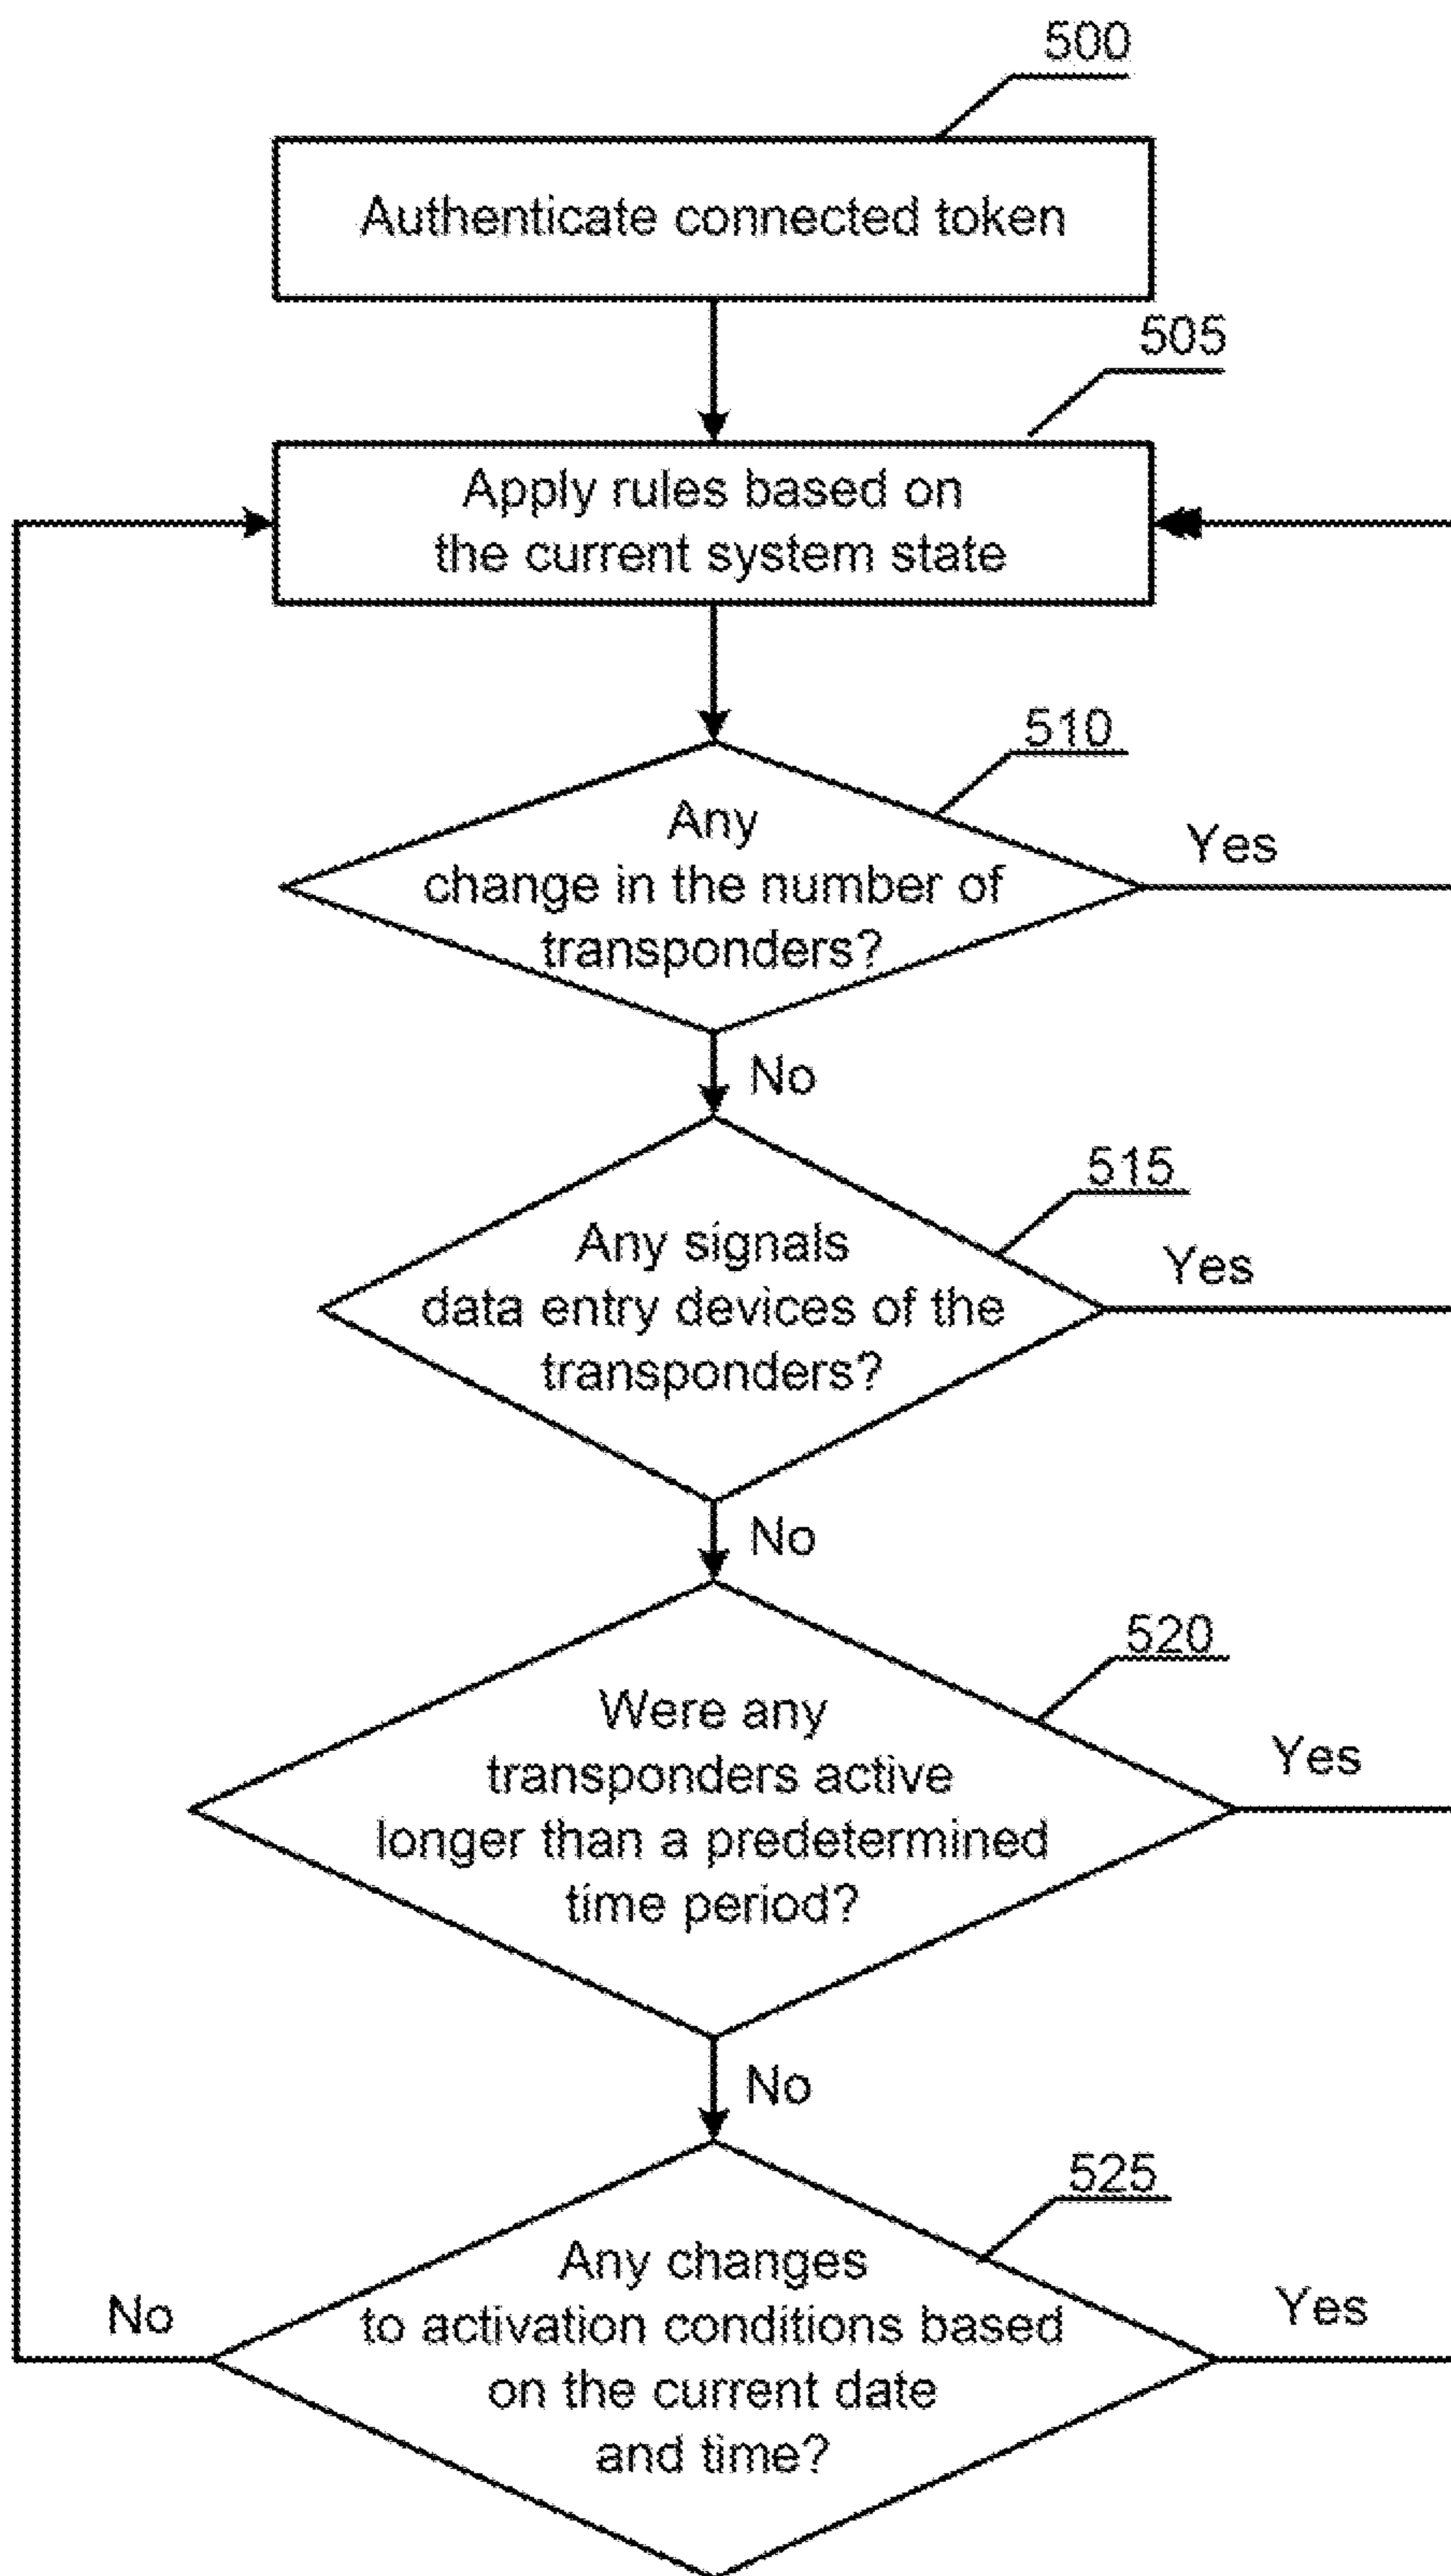 500
Authenticate connected token
505
Apply rules based on
the current system state
510
Any
change in the number of
transponders?
Yes
No
515
Any signals
data entry devices of the
transponders?
Yes
No
520
Were any
transponders active
longer than a predetermined
time period?
Yes
No
525
Any changes
to activation conditions based
on the current date
and time?
No
Yes